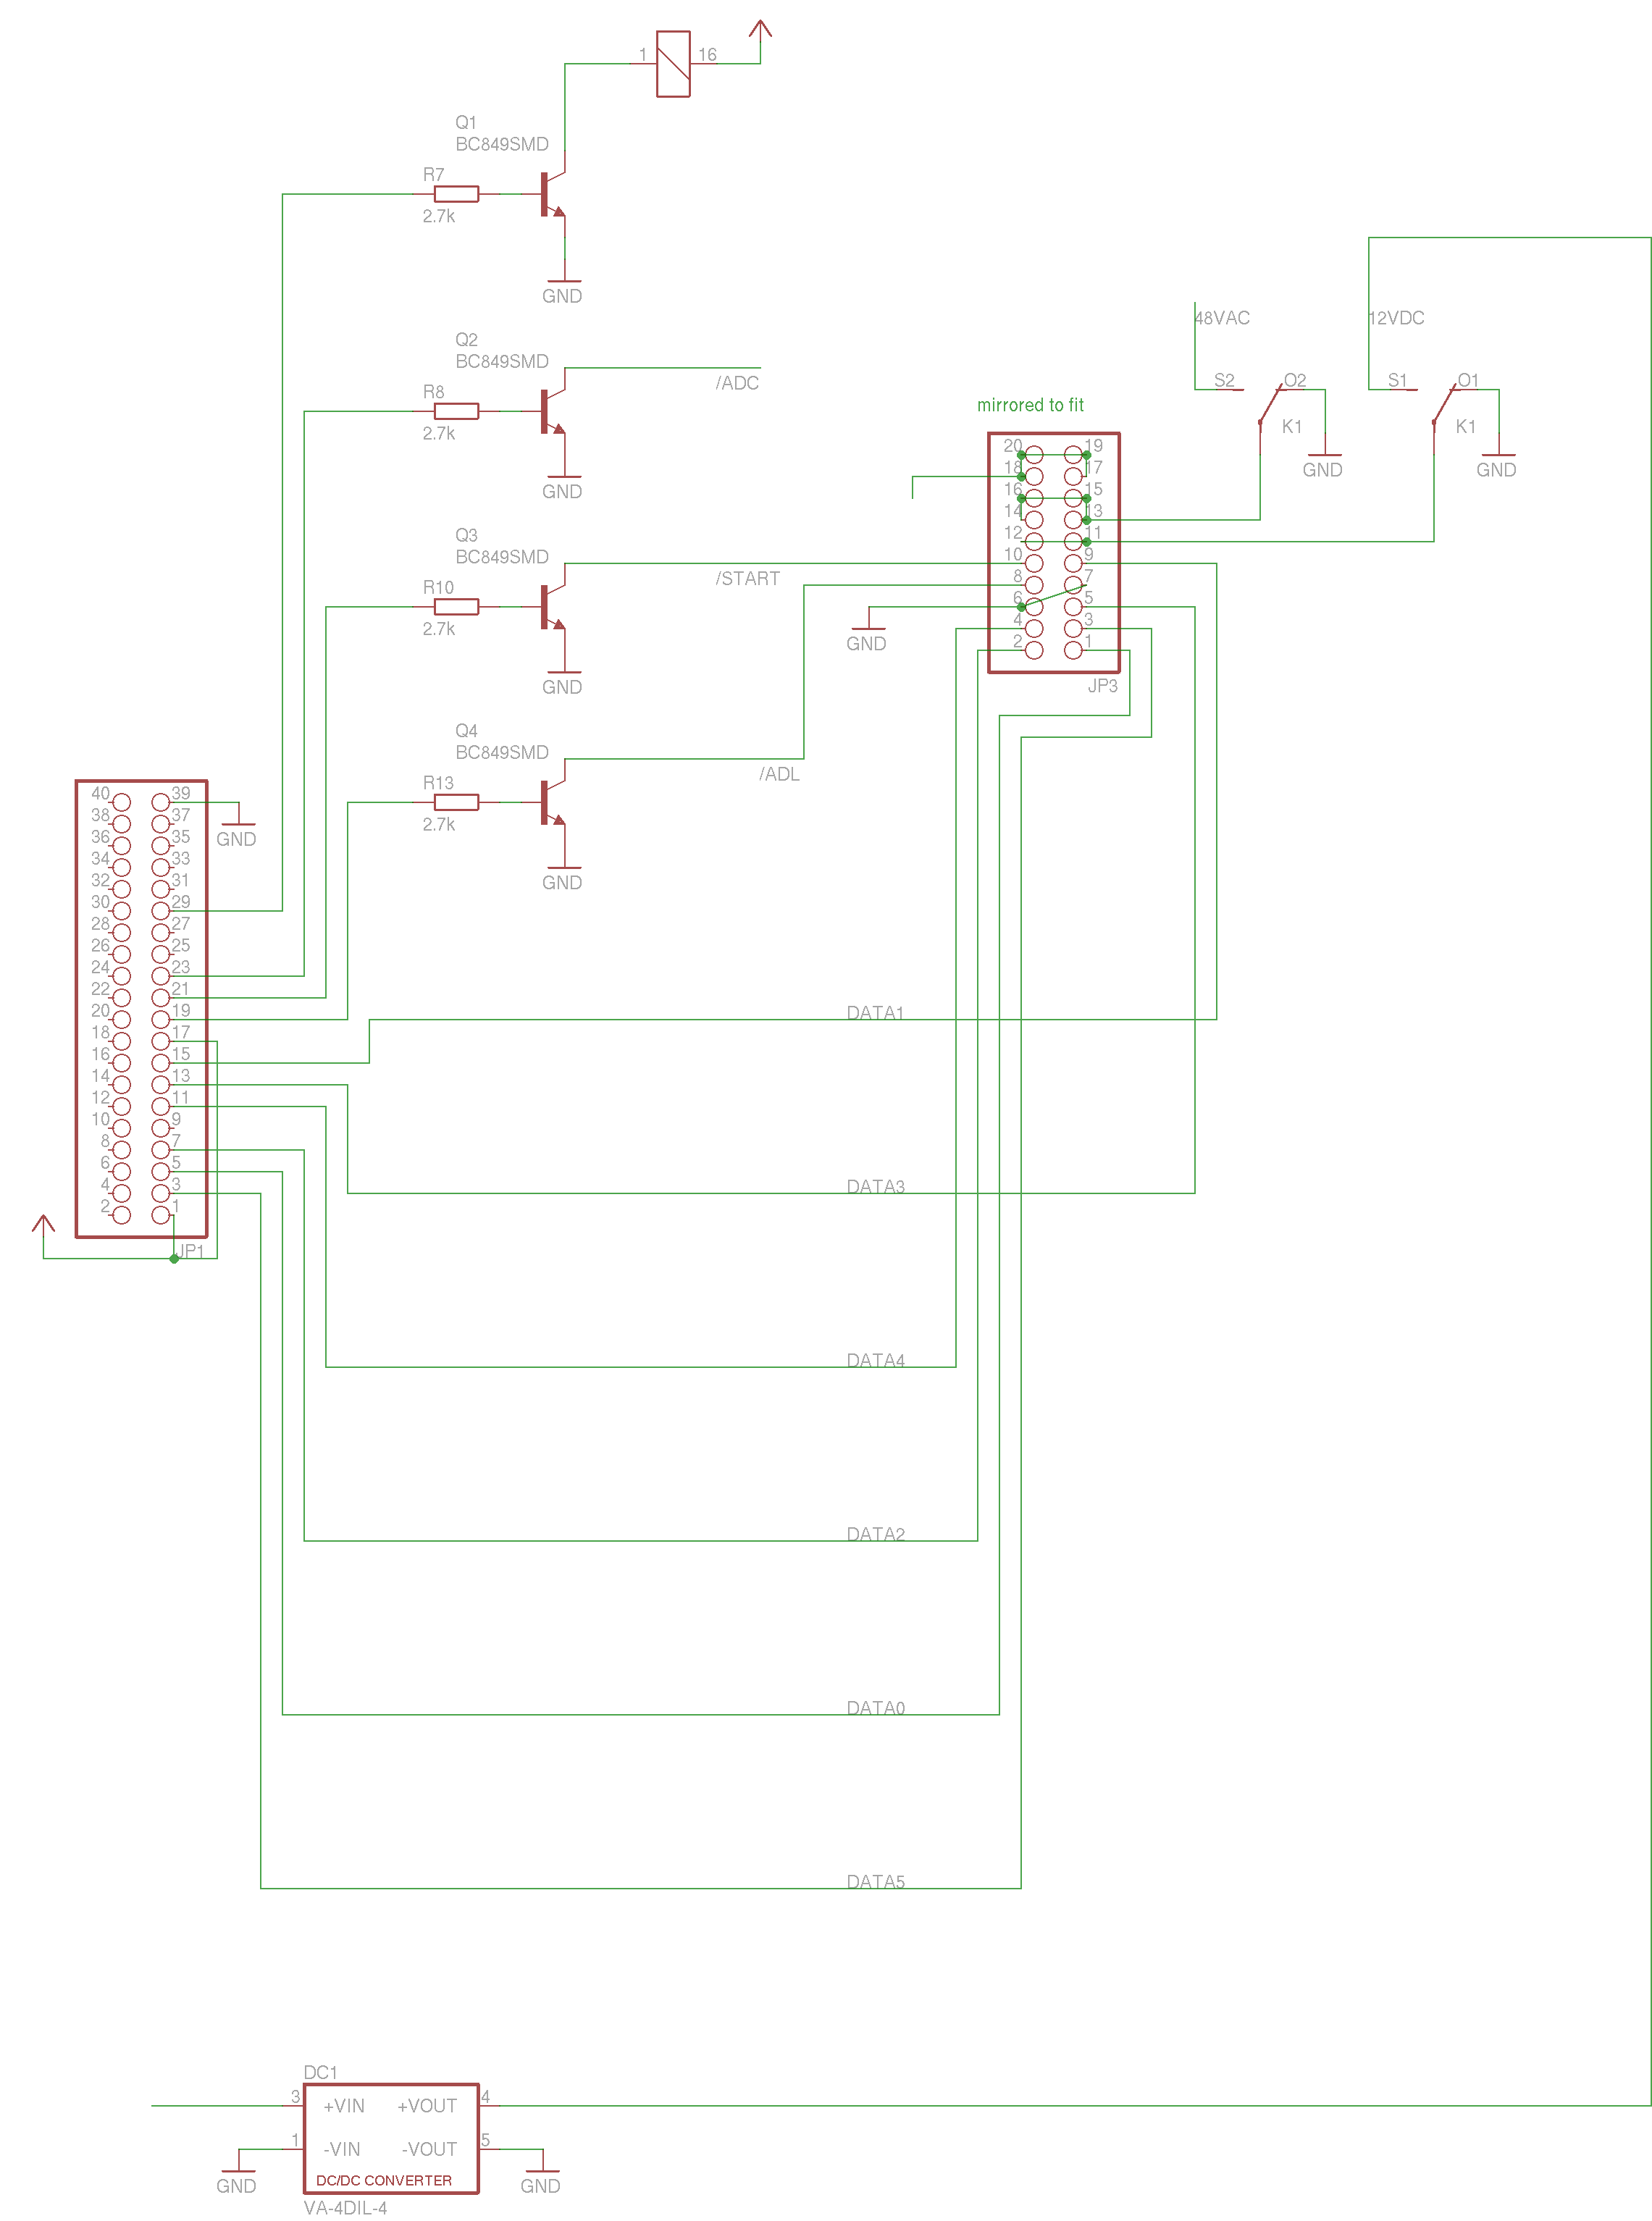 1
16
Q1
BC849SMD
R7
2.7k
GND
Q2
BC849SMD
R8
2.7k
/ADC
GND
Q3
BC849SMD
R10
2.7k
/START
GND
Q4
BC849SMD
R13
2.7k
/ADL
GND
48VAC
12VDC
S2
O2
K1
GND
S1
O1
K1
GND
mirrored to fit
20 19
18 17
16 15
14 13
12 11
10 9
8 7
6 5
4 3
2 1
JP3
GND
40 39
38 37
36 35
34 33
32 31
30 29
28 27
26 25
24 23
22 21
20 19
18 17
16 15
14 13
12 11
10 9
8 7
6 5
4 3
2 1
JP1
GND
DATA1
DATA3
DATA4
DATA2
DATA0
DATA5
DC1
3 +VIN +VOUT 4
1 -VIN -VOUT 5
DC/DC CONVERTER
GND
GND
VA-4DIL-4